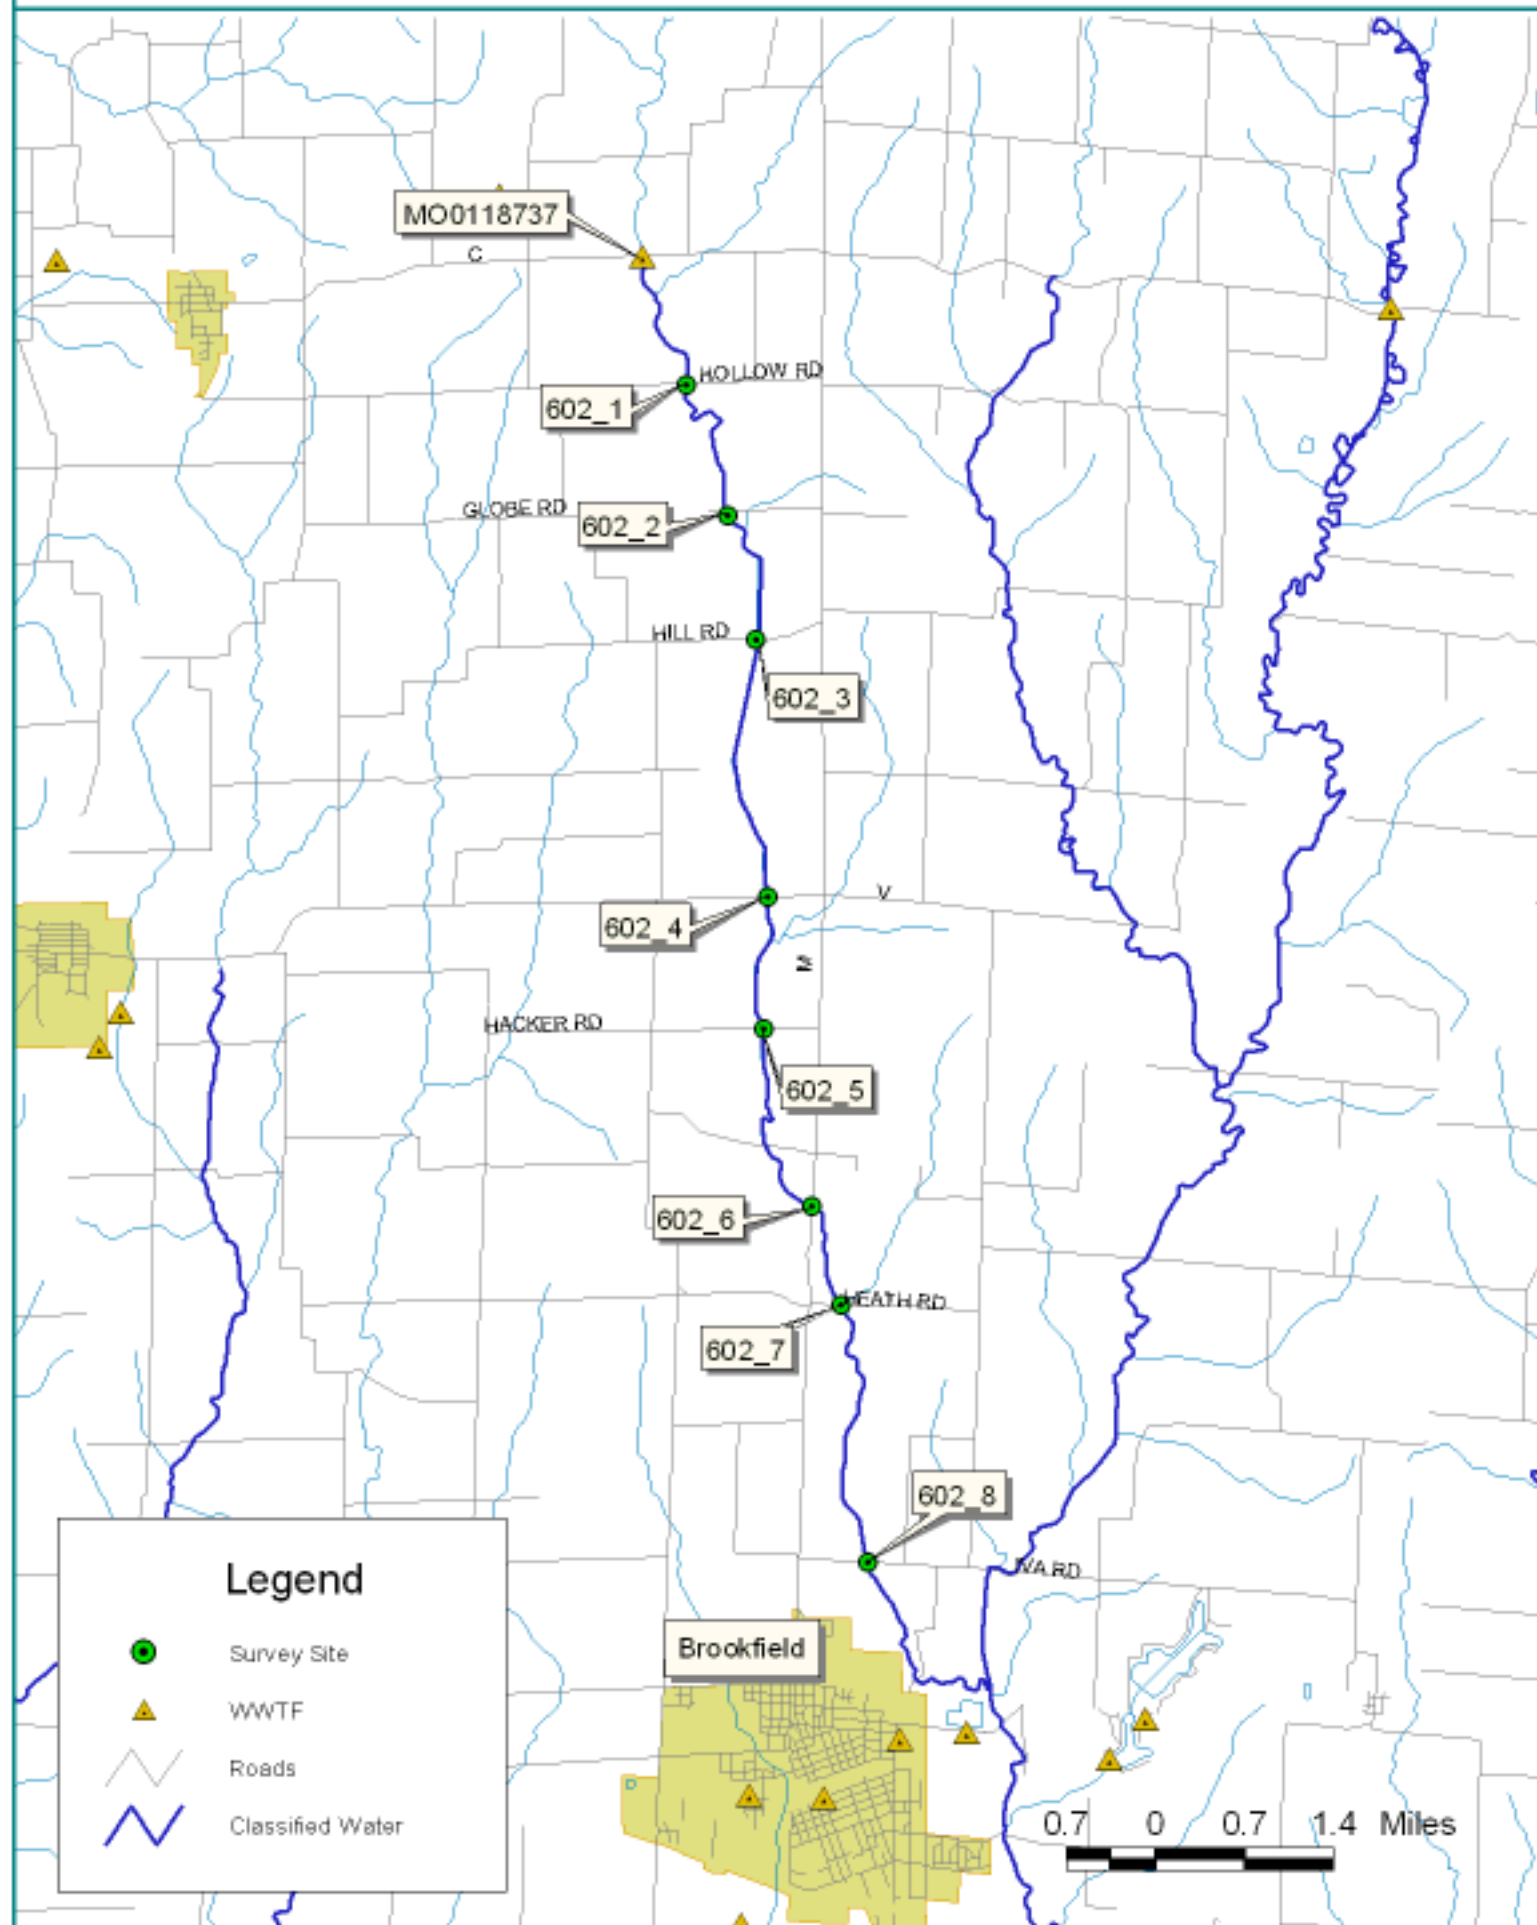 MO0118737
C
HOLLOW RD
602_1
GLOBE RD
602_2
HILL RD
602_3
V
602_4
M
HACKER RD
602_5
602_6
HEATH RD
602_7
602_8
IVA RD
Legend
Survey Site
WWTF
Roads
Classified Water
Brookfield
0.7 0 0.7 1.4 Miles